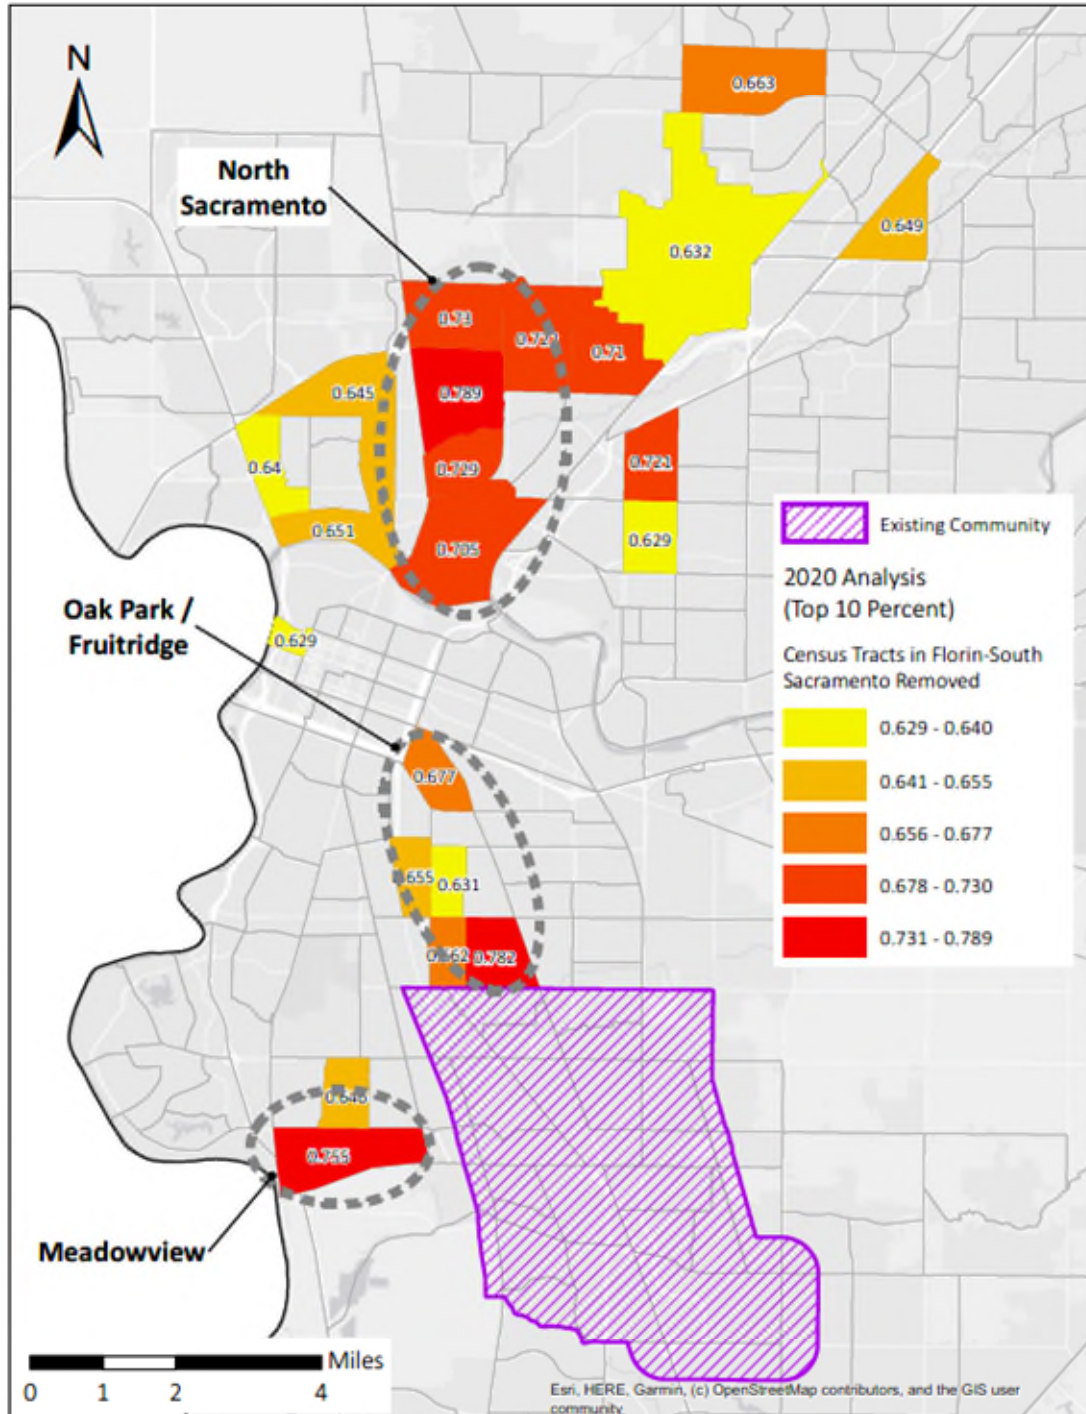 N
0.663
North
Sacramento
0.649
0.632
0.73
0.71
0.645
0.789
0.64
0.729
0.721
0.651
0.705
0.629
Existing Community
2020 Analysis
(Top 10 Percent)
Census Tracts in Florin-South
Sacramento Removed
0.629 - 0.640
0.641 - 0.655
0.656 - 0.677
0.678 - 0.730
0.731 - 0.789
Oak Park /
Fruitridge
0.629
0.677
0.631
0.782
0.755
Meadowview
Miles
0 1 2 4
Esri, HERE, Garmin, (c) OpenStreetMap contributors, and the GIS user
community